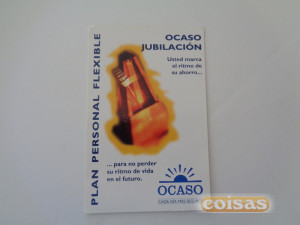 PLAN PERSONAL FLEXIBLE
OCASO
JUBILACIÓN
Usted marca
el ritmo de
su ahorro...
... para no perder
su ritmo de vida
en el futuro.
OCASO
coisas